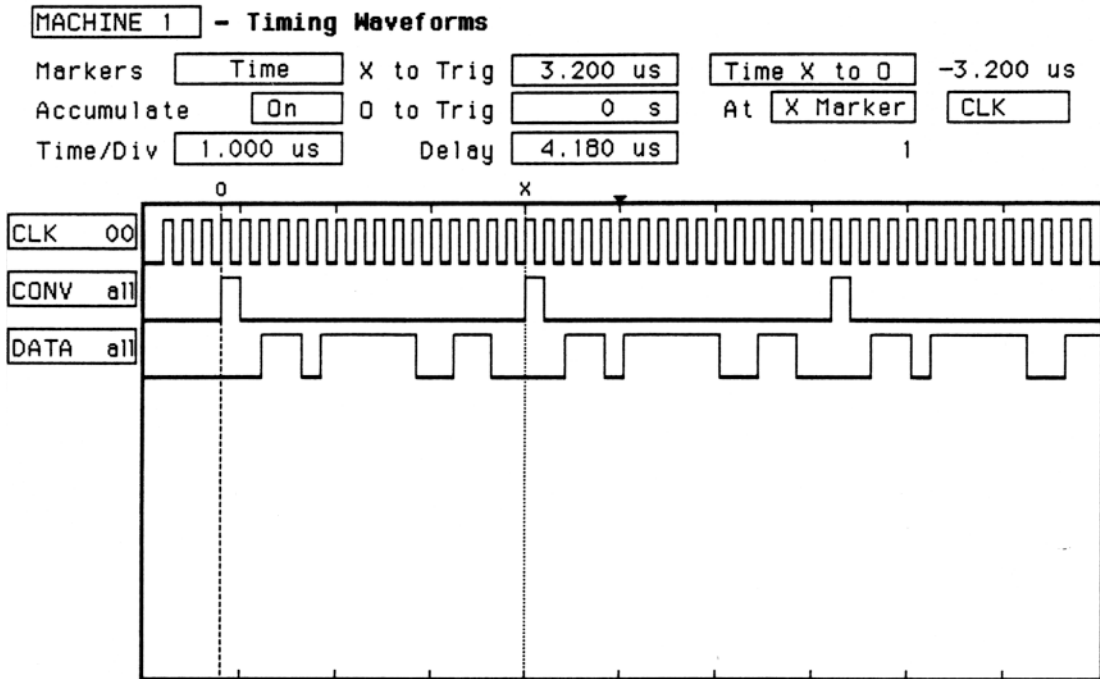 MACHINE 1 - Timing Waveforms
Markers Time X to Trig 3.200 us Time X to O -3.200 us
Accumulate On O to Trig 0 s At X Marker CLK
Time/Div 1.000 us Delay 4.180 us 1
O X
CLK 00
CONV all
DATA all